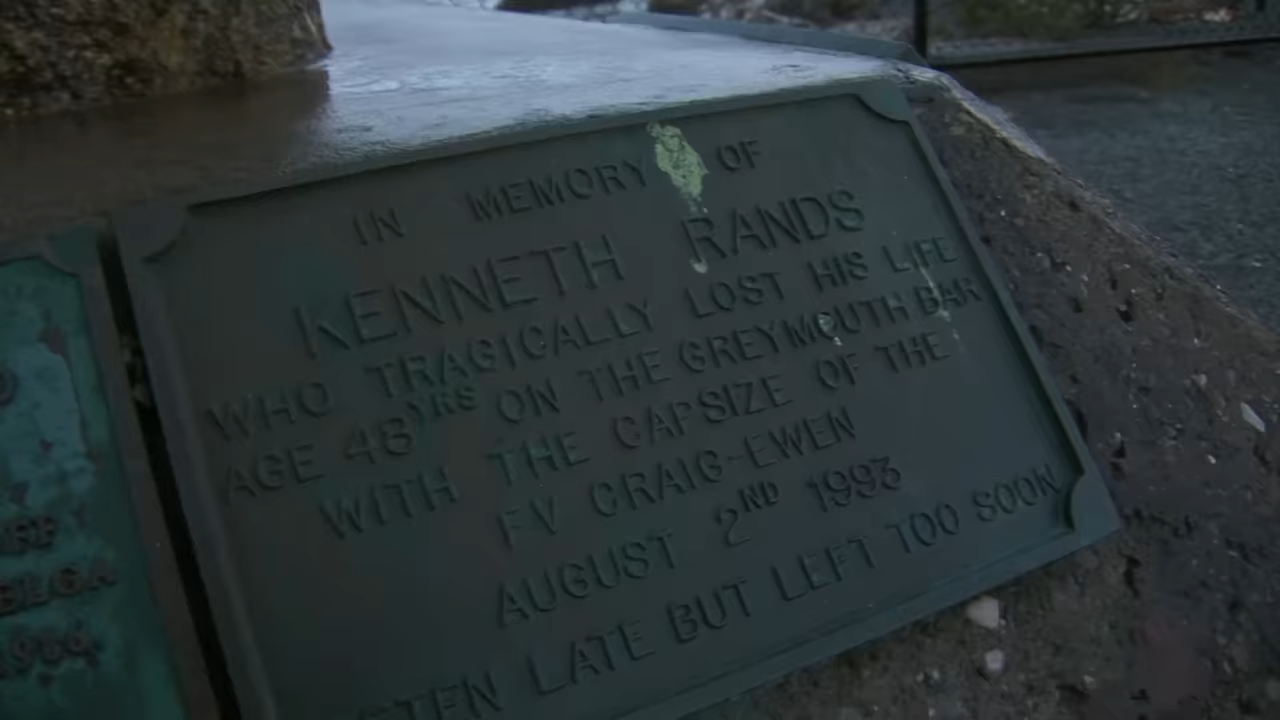 IN MEMORY OF
KENNETH RANDS
WHO TRAGICALLY LOST HIS LIFE
AGE 48YRS ON THE GREYMOUTH BAR
WITH THE CAPSIZE OF THE
FV CRAIG-EWEN
AUGUST 2ND 1993
LATE BUT LEFT TOO SOON